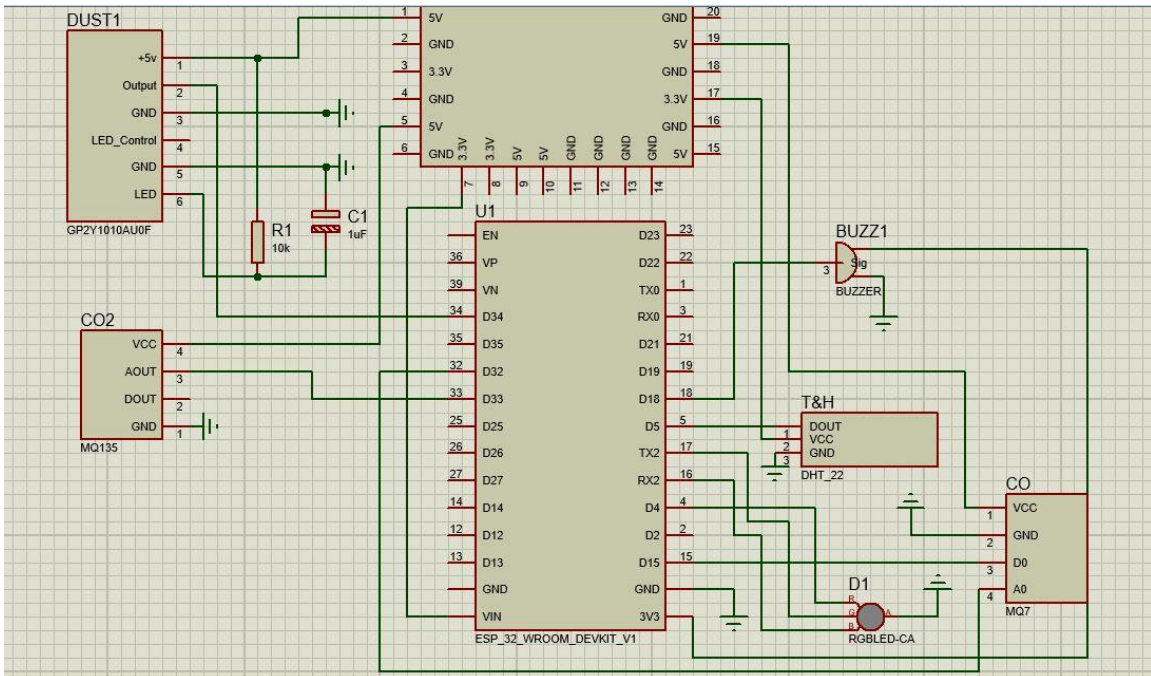 DUST1
+5v
1
Output
2
GND
3
LED_Control
4
GND
5
LED
6
GP2Y1010AU0F
R1
10k
C1
1uF
1
5V
2
GND
3
3.3V
4
GND
5
5V
6
GND
GND
20
5V
19
GND
18
3.3V
17
GND
16
5V
15
3.3V
3.3V
5V
5V
GND
GND
GND
GND
7
8
9
10
11
12
13
14
U1
EN
36
VP
39
VN
34
D34
35
D35
32
D32
33
D33
25
D25
26
D26
27
D27
14
D14
12
D12
13
D13
GND
VIN
D23
23
D22
22
TX0
1
RX0
3
D21
21
D19
19
D18
18
D5
5
TX2
17
RX2
16
D4
4
D2
2
D15
15
GND
3V3
ESP_32_WROOM_DEVKIT_V1
CO2
VCC
4
AOUT
3
DOUT
2
GND
1
MQ135
BUZZ1
3
Sig
BUZZER
T&H
DOUT
1
VCC
2
GND
3
DHT_22
CO
VCC
1
GND
2
D0
3
A0
4
MQ7
D1
R
G
B
A
RGBLED-CA